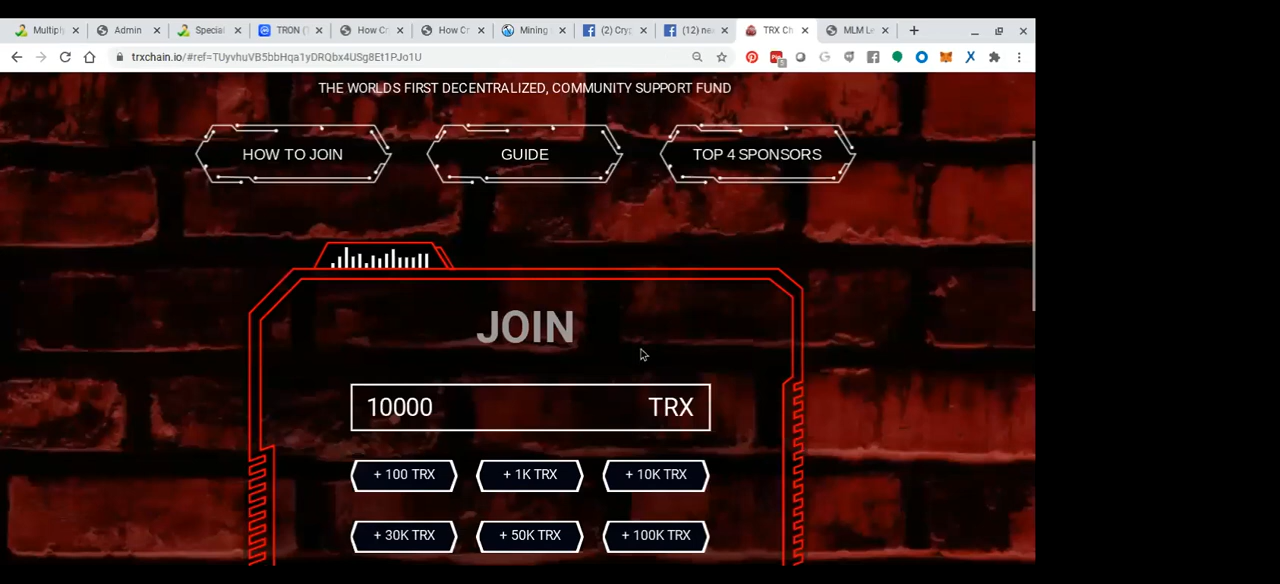 Multiply
Admin
Special
TRON (T
How Cr
How Cr
Mining
(2) Cryp
(12) ne
TRX Ch
MLM Le
trxchain.io/#ref=TUyvhuVB5bbHqa1yDRQbx4USg8Et1PJo1U
THE WORLDS FIRST DECENTRALIZED, COMMUNITY SUPPORT FUND
HOW TO JOIN
GUIDE
TOP 4 SPONSORS
JOIN
10000 TRX
+ 100 TRX
+ 1K TRX
+ 10K TRX
+ 30K TRX
+ 50K TRX
+ 100K TRX